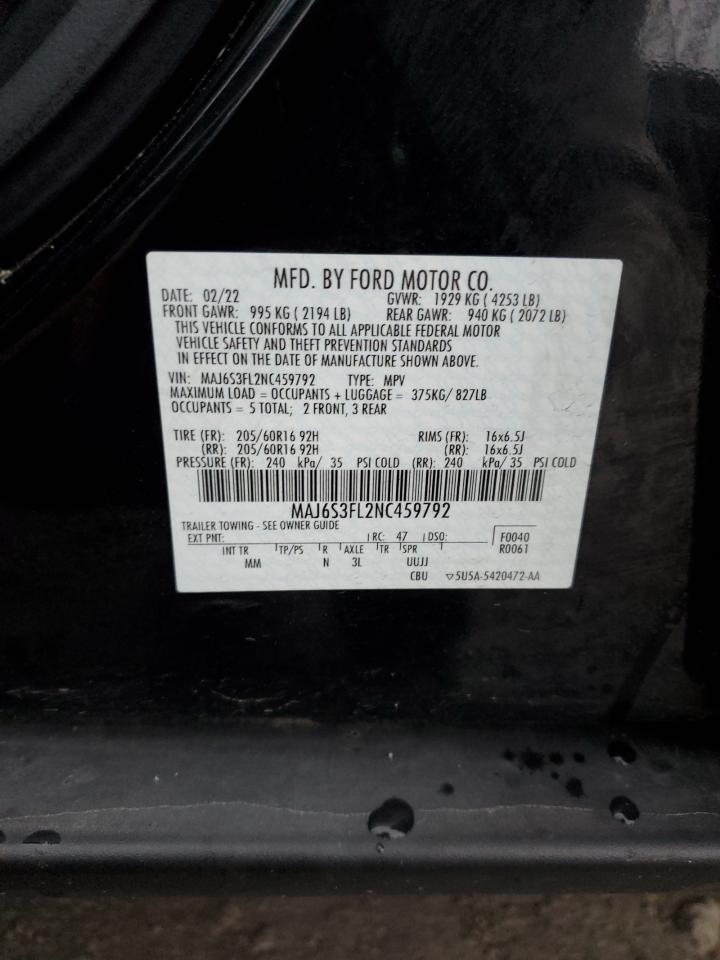 MFD. BY FORD MOTOR CO.
DATE: 02/22 GVWR: 1929 KG ( 4253 LB)
FRONT GAWR: 995 KG ( 2194 LB) REAR GAWR: 940 KG ( 2072 LB)
THIS VEHICLE CONFORMS TO ALL APPLICABLE FEDERAL MOTOR
VEHICLE SAFETY AND THEFT PREVENTION STANDARDS
IN EFFECT ON THE DATE OF MANUFACTURE SHOWN ABOVE.
VIN: MAJ6S3FL2NC459792 TYPE: MPV
MAXIMUM LOAD = OCCUPANTS + LUGGAGE = 375KG/ 827LB
OCCUPANTS = 5 TOTAL; 2 FRONT, 3 REAR
TIRE (FR): 205/60R16 92H RIMS (FR): 16x6.5J
(RR): 205/60R16 92H (RR): 16x6.5J
PRESSURE (FR): 240 kPa/ 35 PSI COLD (RR): 240 kPa/ 35 PSI COLD
MAJ6S3FL2NC459792
TRAILER TOWING - SEE OWNER GUIDE
EXT PNT: RC: 47 DSO: F0040
R0061
INT TR TP/PS R AXLE TR SPR
MM N 3L UUJJ
CBU ▽5U5A-5420472-AA